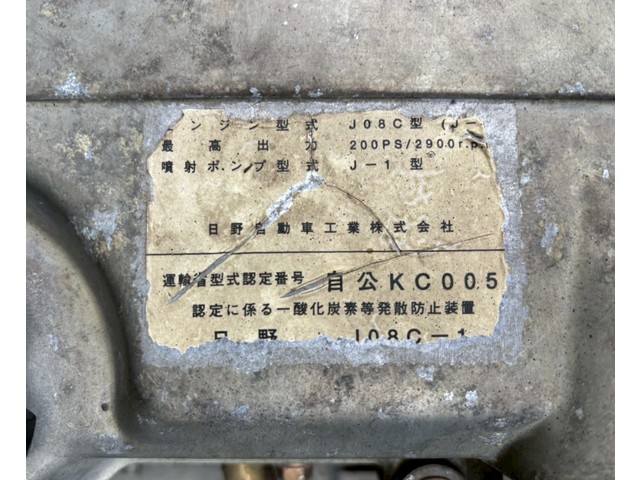 エンジン型式 J08C型 (J-
最高出力 200PS/2900r.p.
噴射ポンプ型式 J-1型
日野自動車工業株式会社
運輸省型式認定番号 自公KC005
認定に係る一酸化炭素等発散防止装置
日野 J08C-1